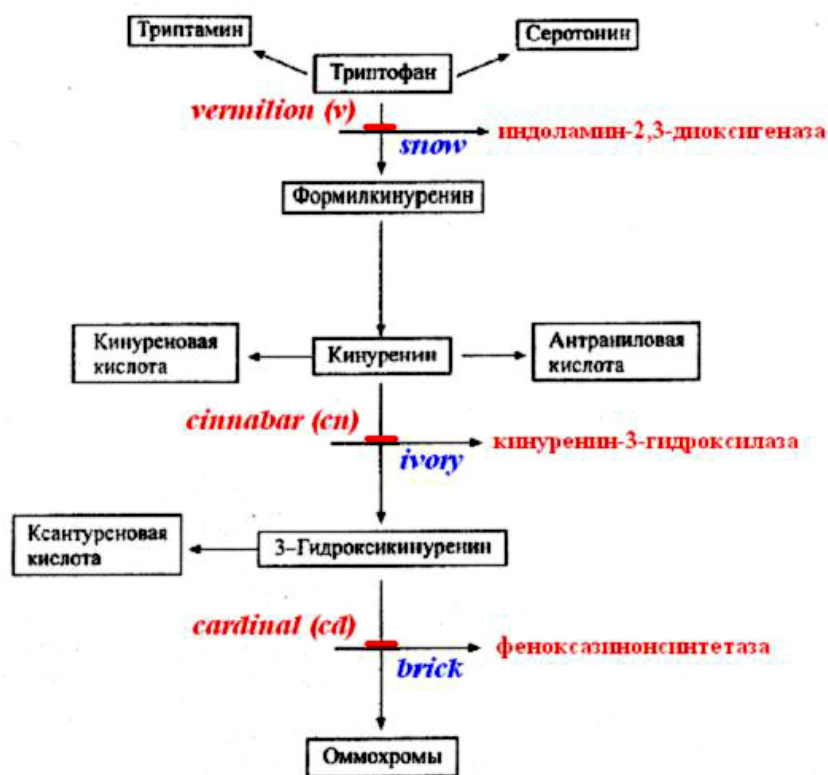 Триптамин
Серотонин
Триптофан
vermilion (v)
snow
индоламин-2,3-диоксигеназа
Формилкинуренин
Кинуреновая
кислота
Кинуренин
Антраниловая
кислота
cinnabar (cn)
ivory
кинуренин-3-гидроксилаза
Ксантуреновая
кислота
3-Гидроксикинуренин
cardinal (cd)
brick
феноксазинонсинтетаза
Оммохромы